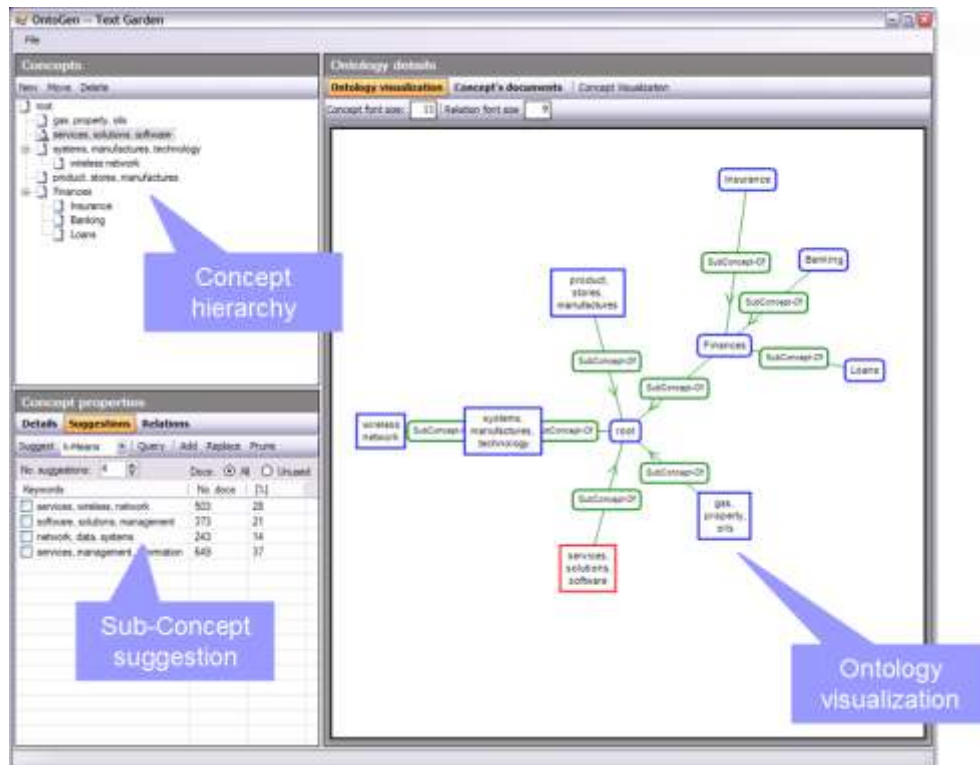 OntoGen -- Text Garden
File
Concepts
New Move Delete
root
gas, property, oils
services, solutions, software
systems, manufactures, technology
wireless network
product, stores, manufactures
Finances
Insurance
Banking
Loans
Concept
hierarchy
Concept properties
Details Suggestions Relations
Suggest: k-Means Query Add Replace Prune
No. suggestions: 4 Docs: All Unused
Keywords No. docs [%]
services, wireless, network 503 28
software, solutions, management 373 21
network, data, systems 243 14
services, management, information 649 37
Sub-Concept
suggestion
Ontology details
Ontology visualization Concept's documents Concept Visualization
Concept font size: 11 Relation font size 9
Insurance
SubConcept-Of
Banking
product,
stores,
manufactures
SubConcept-Of
Finances
SubConcept-Of
SubConcept-Of
Loans
SubConcept-Of
wireless
network
systems,
manufactures,
technology
root
SubConcept-Of
SubConcept-Of
gas,
property,
oils
services,
solutions,
software
Ontology
visualization